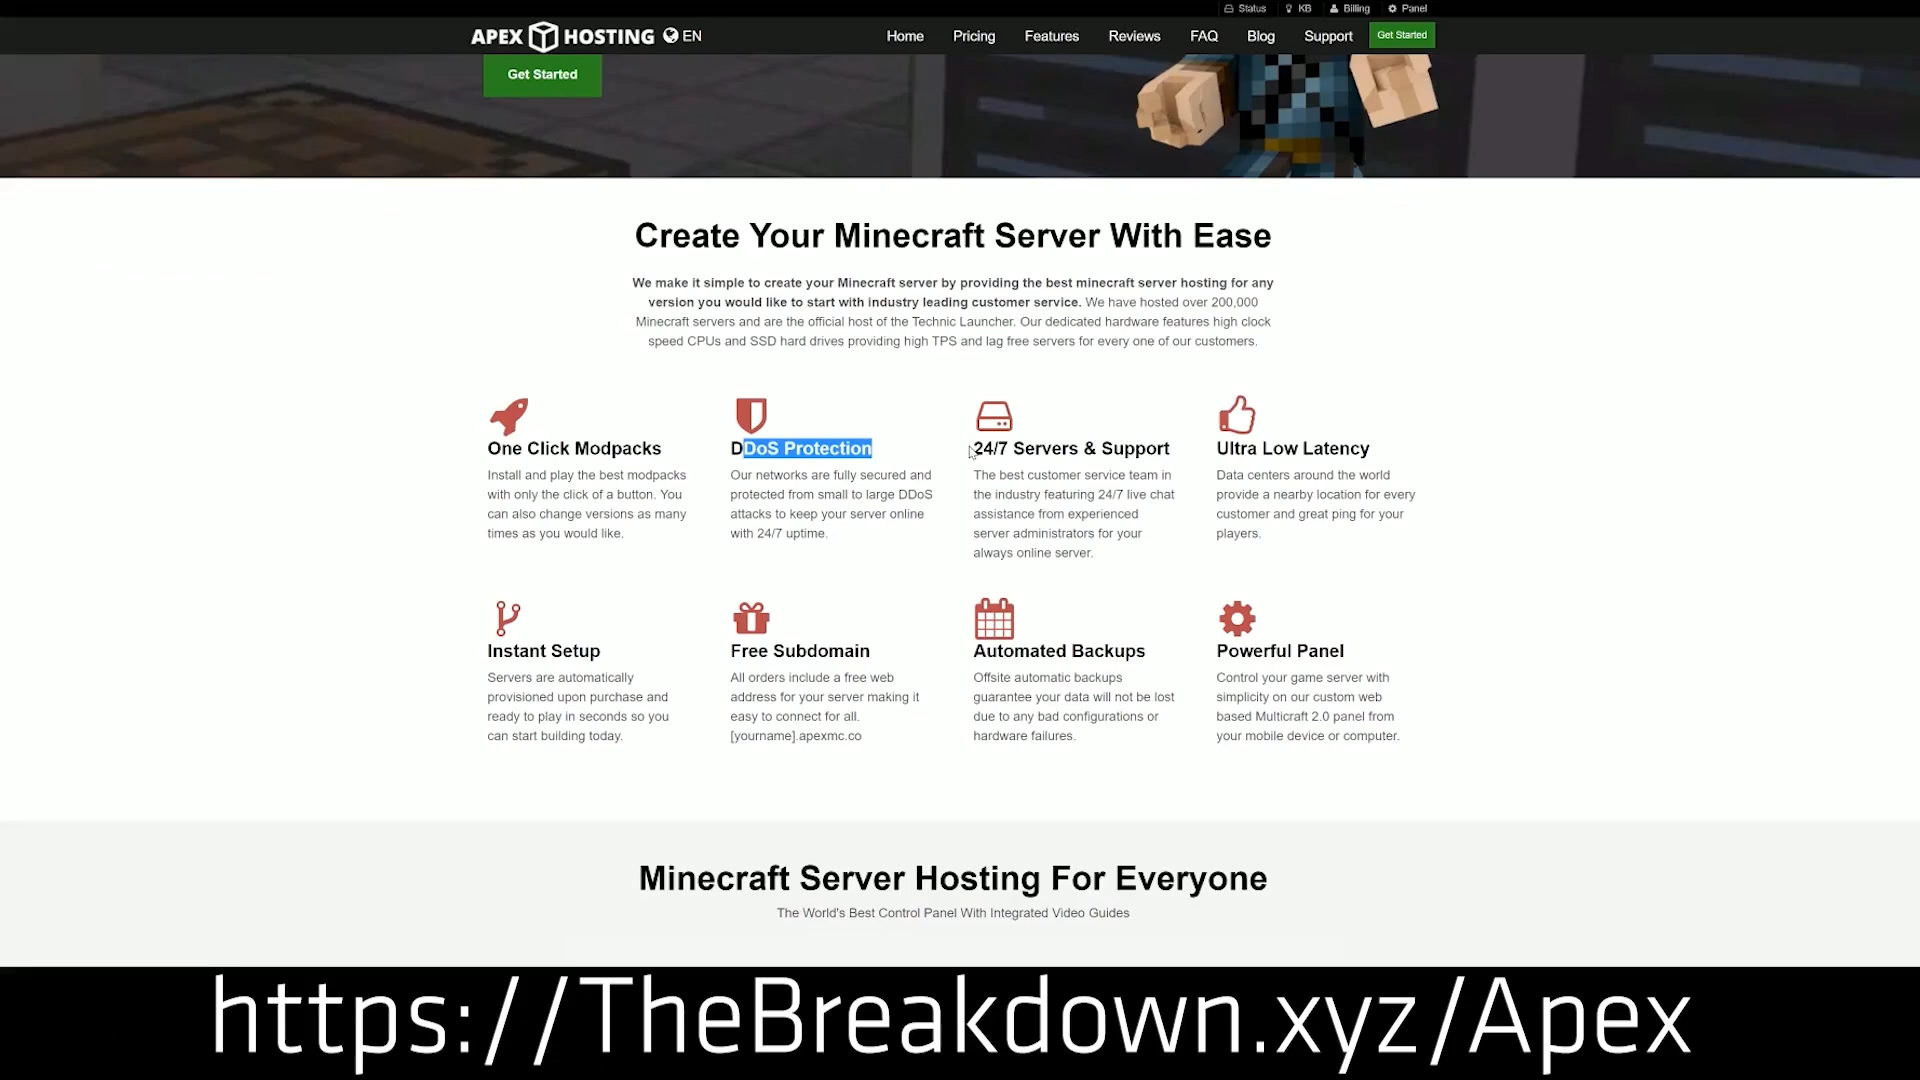 Status KB Billing Panel
APEX HOSTING EN Home Pricing Features Reviews FAQ Blog Support Get Started
Get Started
Create Your Minecraft Server With Ease
We make it simple to create your Minecraft server by providing the best minecraft server hosting for any
version you would like to start with industry leading customer service. We have hosted over 200,000
Minecraft servers and are the official host of the Technic Launcher. Our dedicated hardware features high clock
speed CPUs and SSD hard drives providing high TPS and lag free servers for every one of our customers.
One Click Modpacks
Install and play the best modpacks
with only the click of a button. You
can also change versions as many
times as you would like.
DDoS Protection
Our networks are fully secured and
protected from small to large DDoS
attacks to keep your server online
with 24/7 uptime.
24/7 Servers & Support
The best customer service team in
the industry featuring 24/7 live chat
assistance from experienced
server administrators for your
always online server.
Ultra Low Latency
Data centers around the world
provide a nearby location for every
customer and great ping for your
players.
Instant Setup
Servers are automatically
provisioned upon purchase and
ready to play in seconds so you
can start building today.
Free Subdomain
All orders include a free web
address for your server making it
easy to connect for all.
[yourname].apexmc.co
Automated Backups
Offsite automatic backups
guarantee your data will not be lost
due to any bad configurations or
hardware failures.
Powerful Panel
Control your game server with
simplicity on our custom web
based Multicraft 2.0 panel from
your mobile device or computer.
Minecraft Server Hosting For Everyone
The World's Best Control Panel With Integrated Video Guides
https://TheBreakdown.xyz/Apex